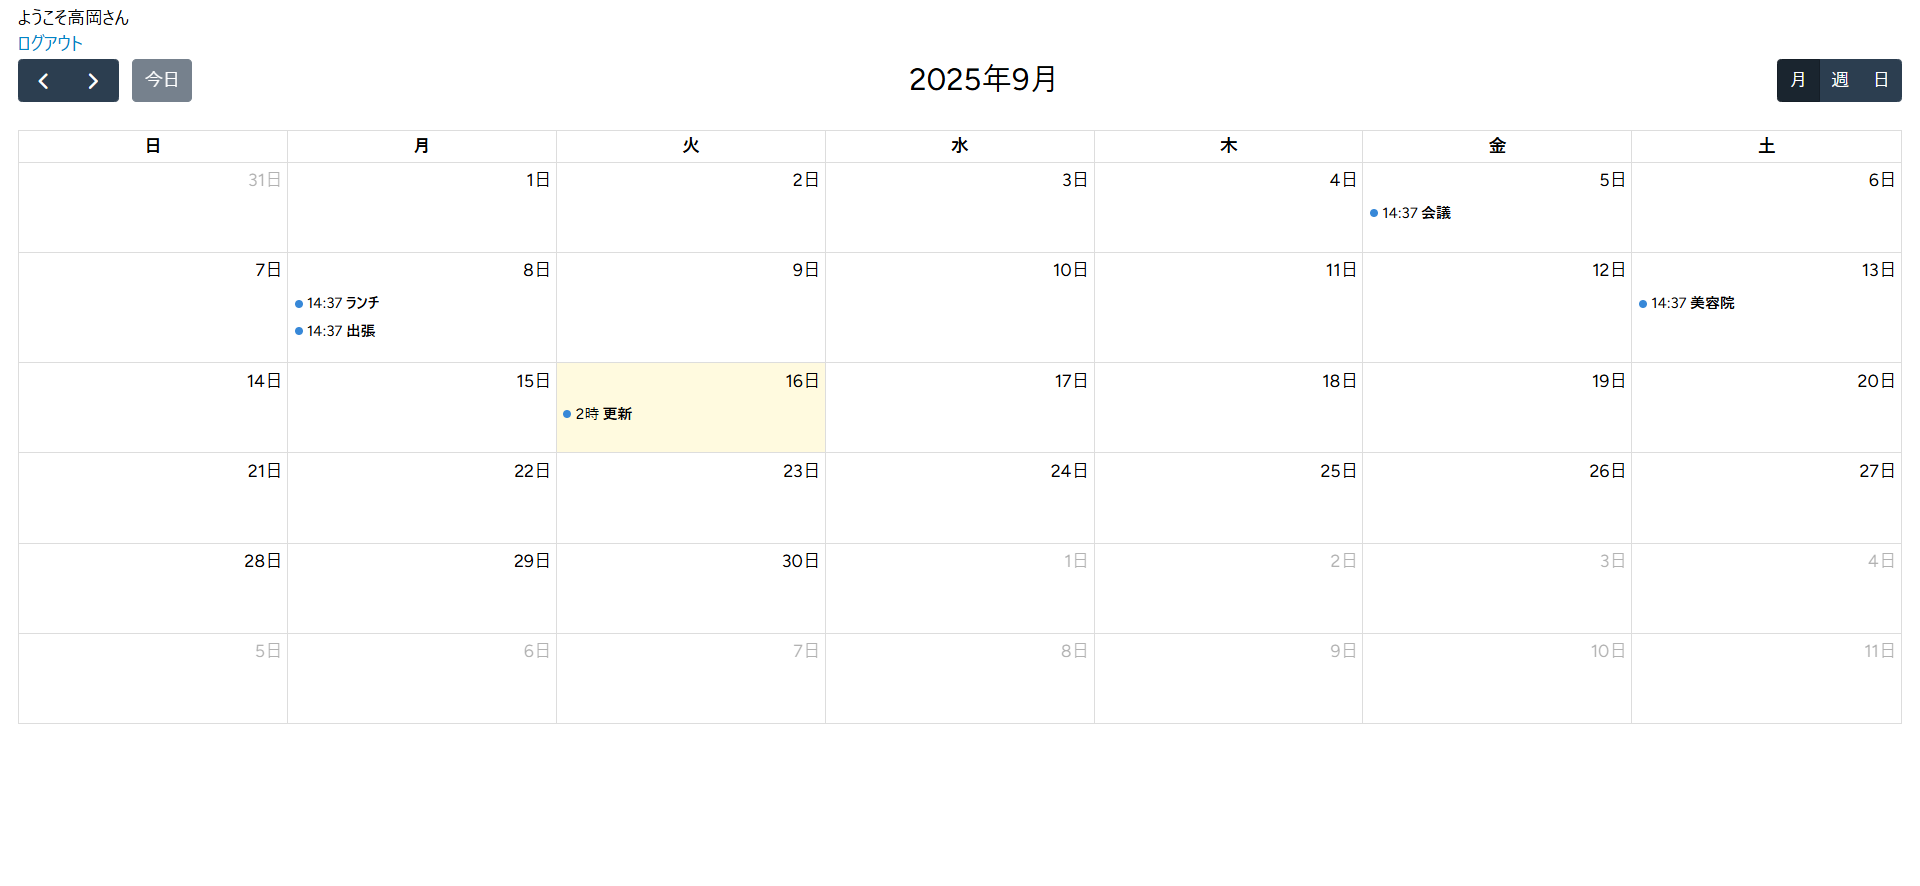 ようこそ高岡さん
ログアウト
今日
2025年9月
月 週 日
日 月 火 水 木 金 土
31日 1日 2日 3日 4日 5日 6日
14:37 会議
7日 8日 9日 10日 11日 12日 13日
14:37 ランチ 14:37 美容院
14:37 出張
14日 15日 16日 17日 18日 19日 20日
2時 更新
21日 22日 23日 24日 25日 26日 27日
28日 29日 30日 1日 2日 3日 4日
5日 6日 7日 8日 9日 10日 11日